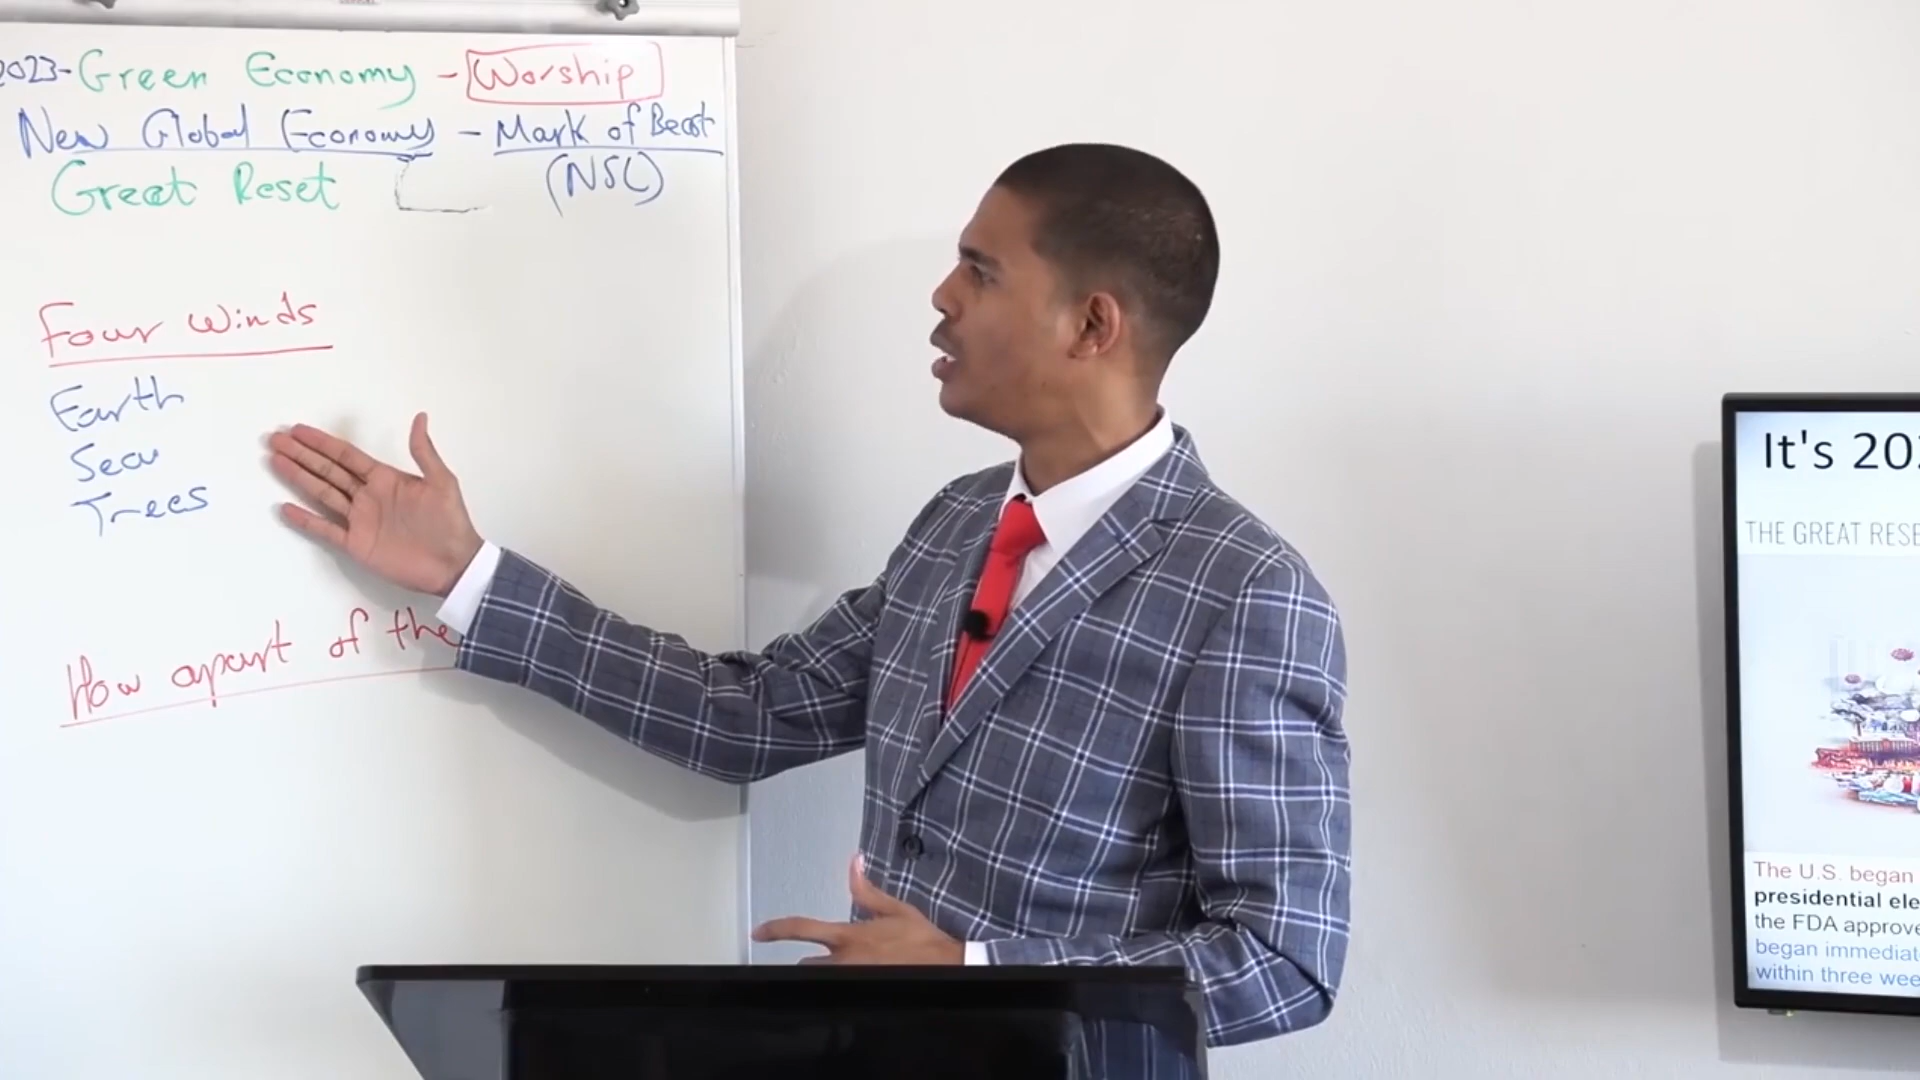 2023-Green Economy - Worship
New Global Economy - Mark of Beast
Great Reset (NSL)
Four Winds
Earth
Sea
Trees
How apart of the
It's 202
THE GREAT RESE
The U.S. began
presidential ele
the FDA approve
began immediat
within three wee